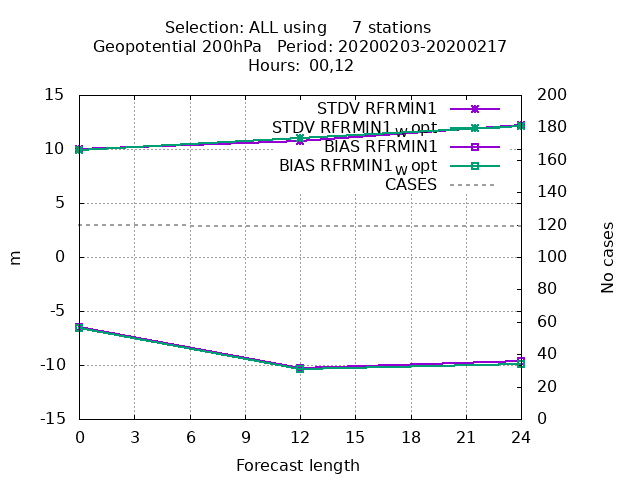 Selection: ALL using 7 stations
Geopotential 200hPa Period: 20200203-20200217
Hours: 00,12
15
10
5
0
-5
-10
-15
m
STDV RFRMIN1
STDV RFRMIN1w opt
BIAS RFRMIN1
BIAS RFRMIN1w opt
CASES
200
180
160
140
120
100
80
60
40
20
0
No cases
0 3 6 9 12 15 18 21 24
Forecast length